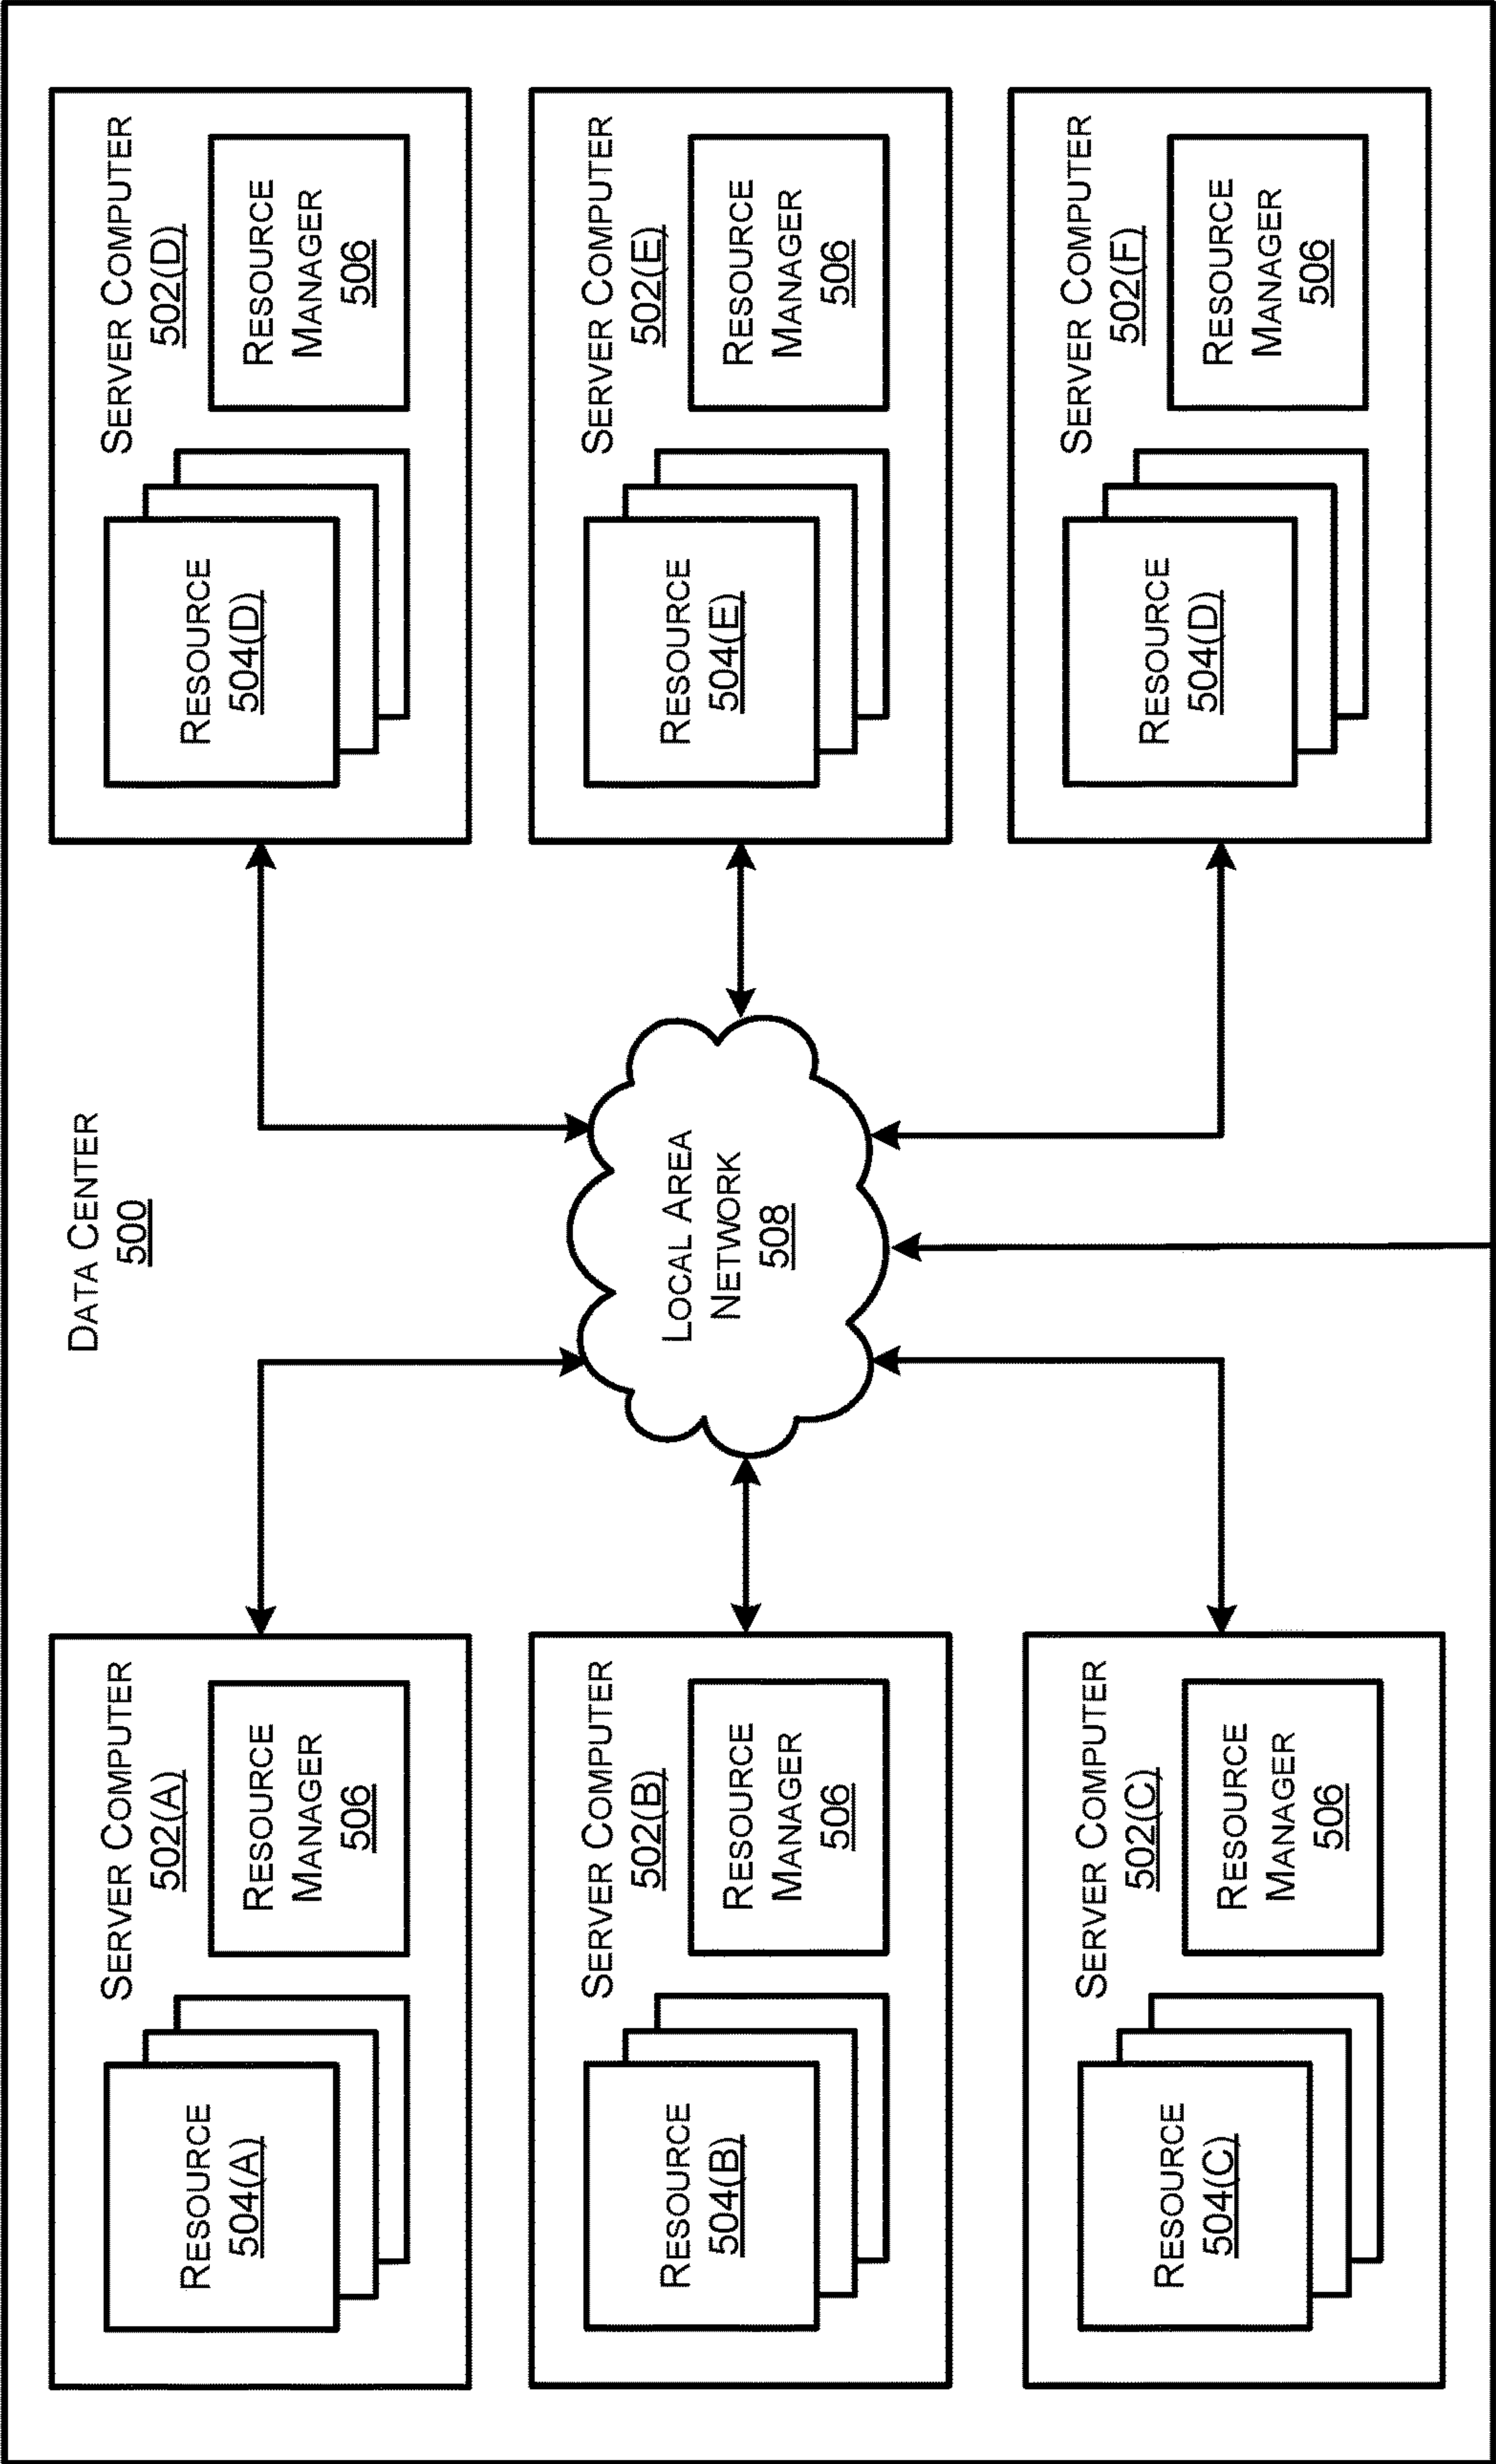 DATA CENTER
500
SERVER COMPUTER
502(A)
RESOURCE
504(A)
RESOURCE
MANAGER
506
SERVER COMPUTER
502(D)
RESOURCE
504(D)
RESOURCE
MANAGER
506
SERVER COMPUTER
502(B)
RESOURCE
504(B)
RESOURCE
MANAGER
506
LOCAL AREA
NETWORK
508
SERVER COMPUTER
502(E)
RESOURCE
504(E)
RESOURCE
MANAGER
506
SERVER COMPUTER
502(C)
RESOURCE
504(C)
RESOURCE
MANAGER
506
SERVER COMPUTER
502(F)
RESOURCE
504(D)
RESOURCE
MANAGER
506